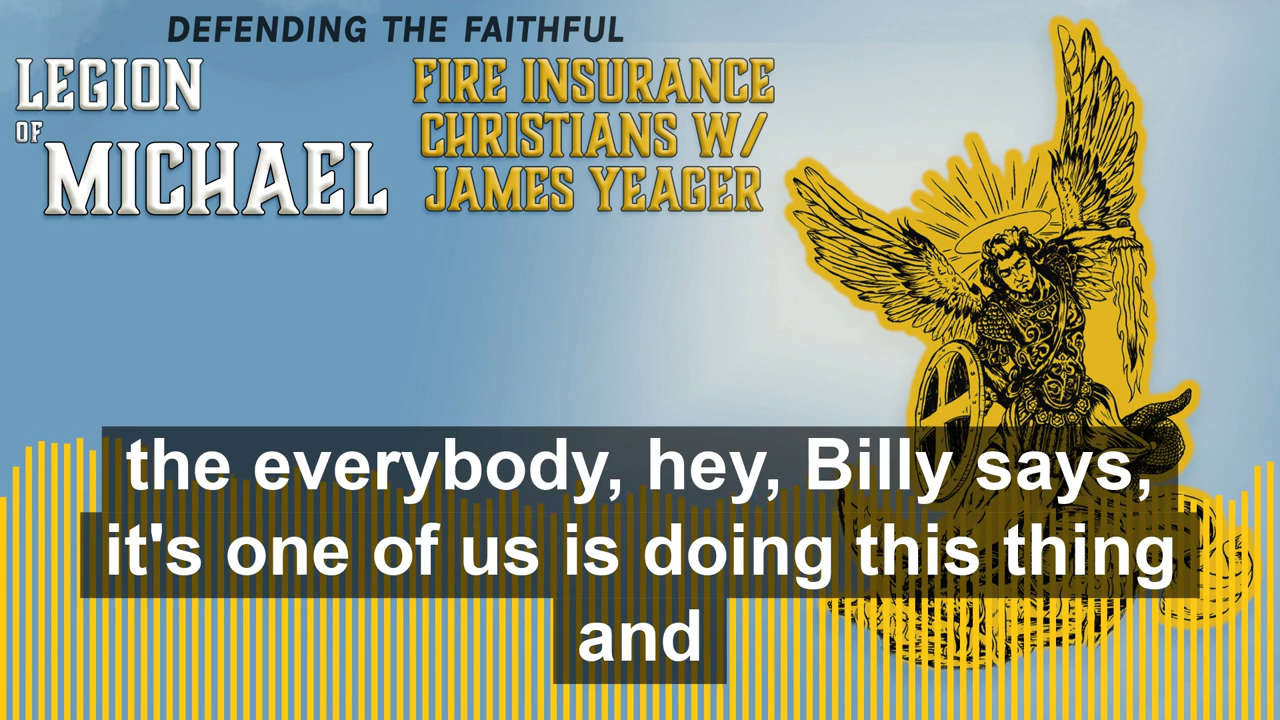 DEFENDING THE FAITHFUL
LEGION
OF
MICHAEL
FIRE INSURANCE
CHRISTIANS W/
JAMES YEAGER
the everybody, hey, Billy says,
it's one of us is doing this thing
and